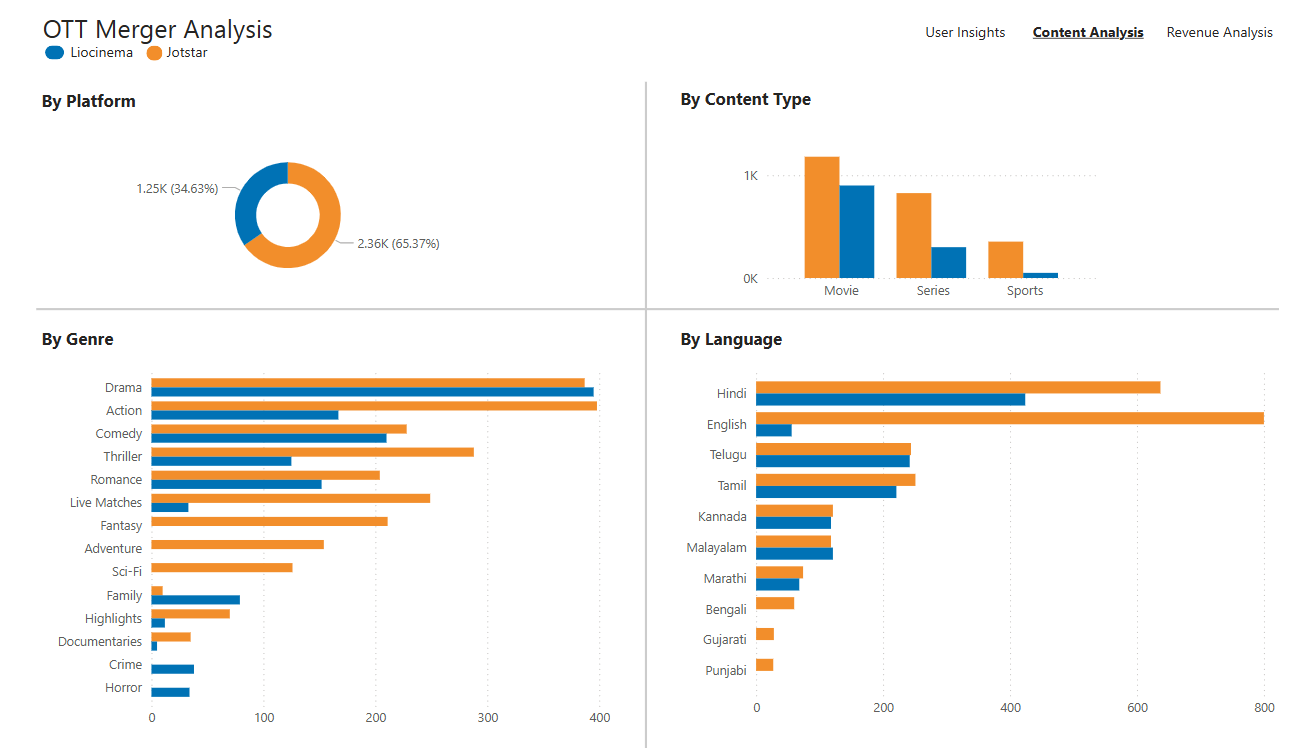 OTT Merger Analysis
Liocinema Jotstar
User Insights Content Analysis Revenue Analysis
By Platform
1.25K (34.63%)
2.36K (65.37%)
By Content Type
1K
0K
Movie Series Sports
By Genre
Drama
Action
Comedy
Thriller
Romance
Live Matches
Fantasy
Adventure
Sci-Fi
Family
Highlights
Documentaries
Crime
Horror
0 100 200 300 400
By Language
Hindi
English
Telugu
Tamil
Kannada
Malayalam
Marathi
Bengali
Gujarati
Punjabi
0 200 400 600 800